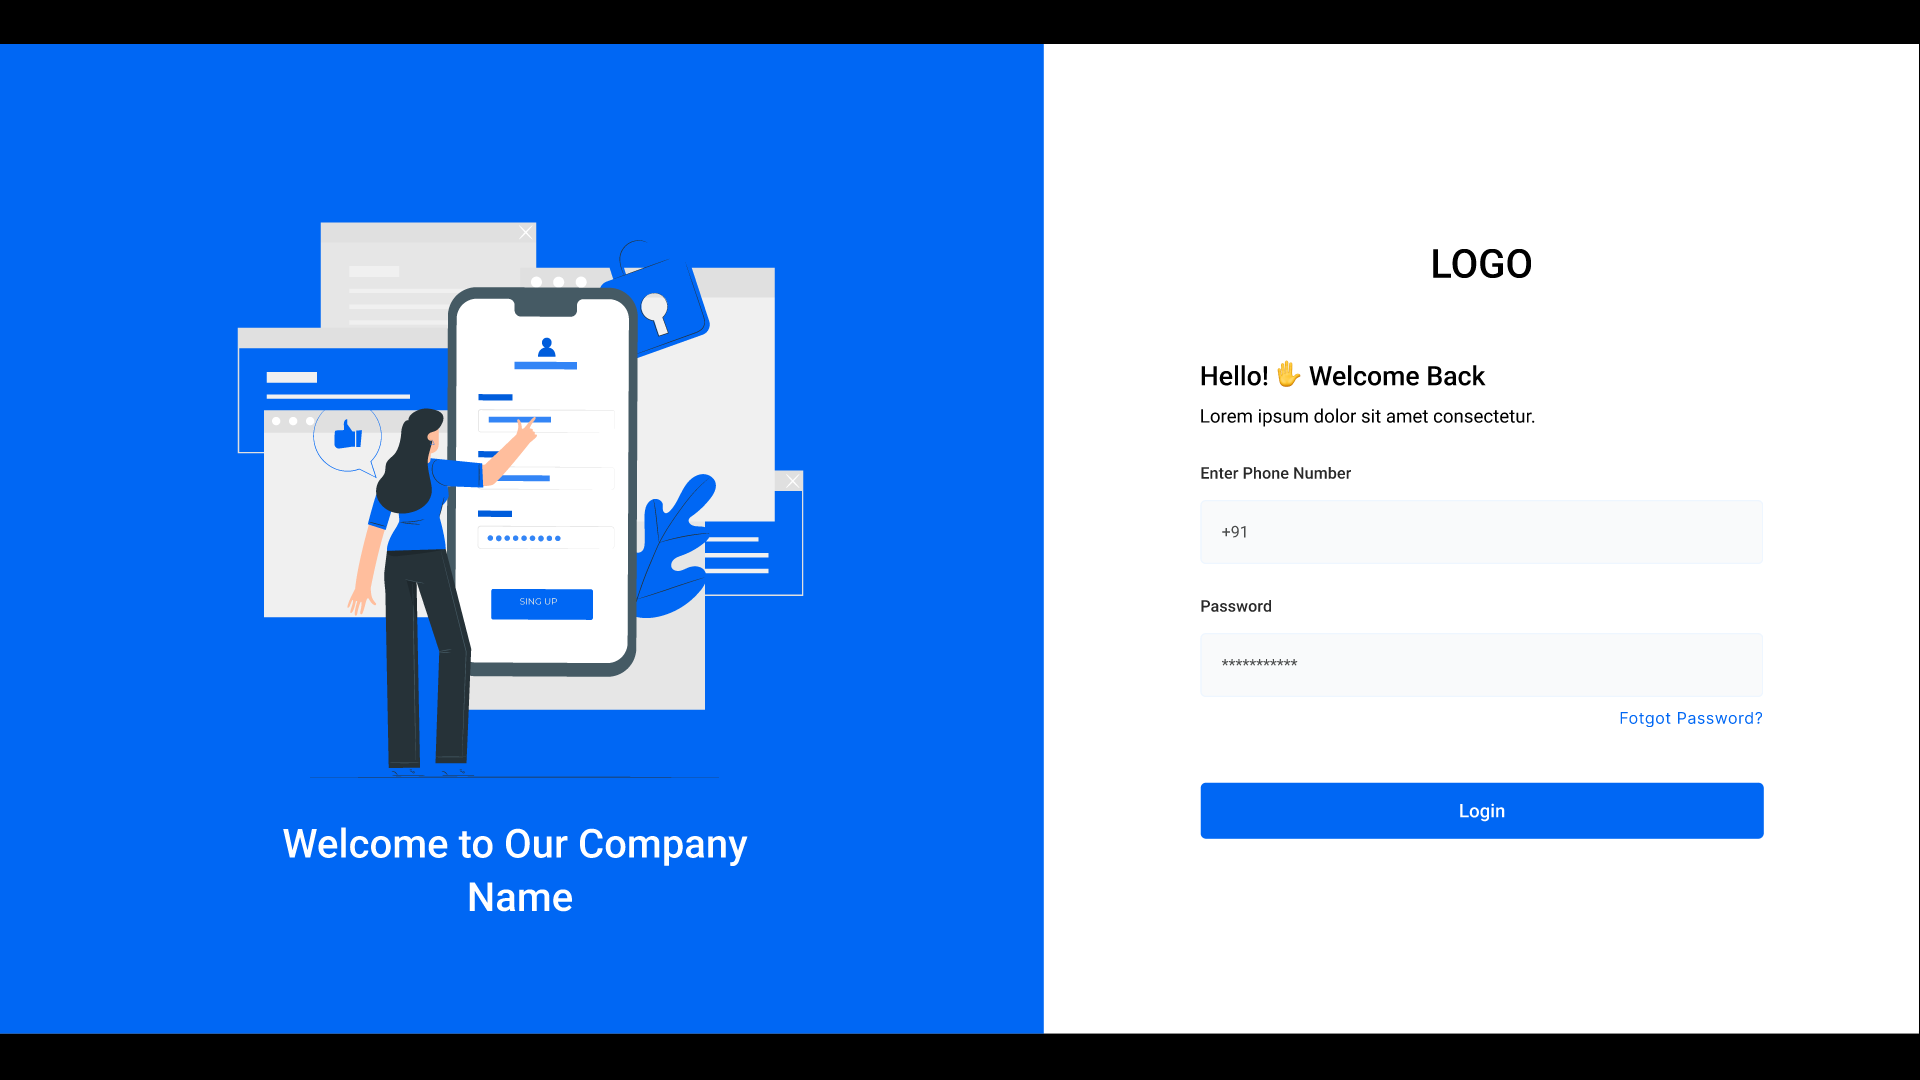 SING UP
Welcome to Our Company
Name
LOGO
Hello! ✋ Welcome Back
Lorem ipsum dolor sit amet consectetur.
Enter Phone Number
+91
Password
***********
Fotgot Password?
Login